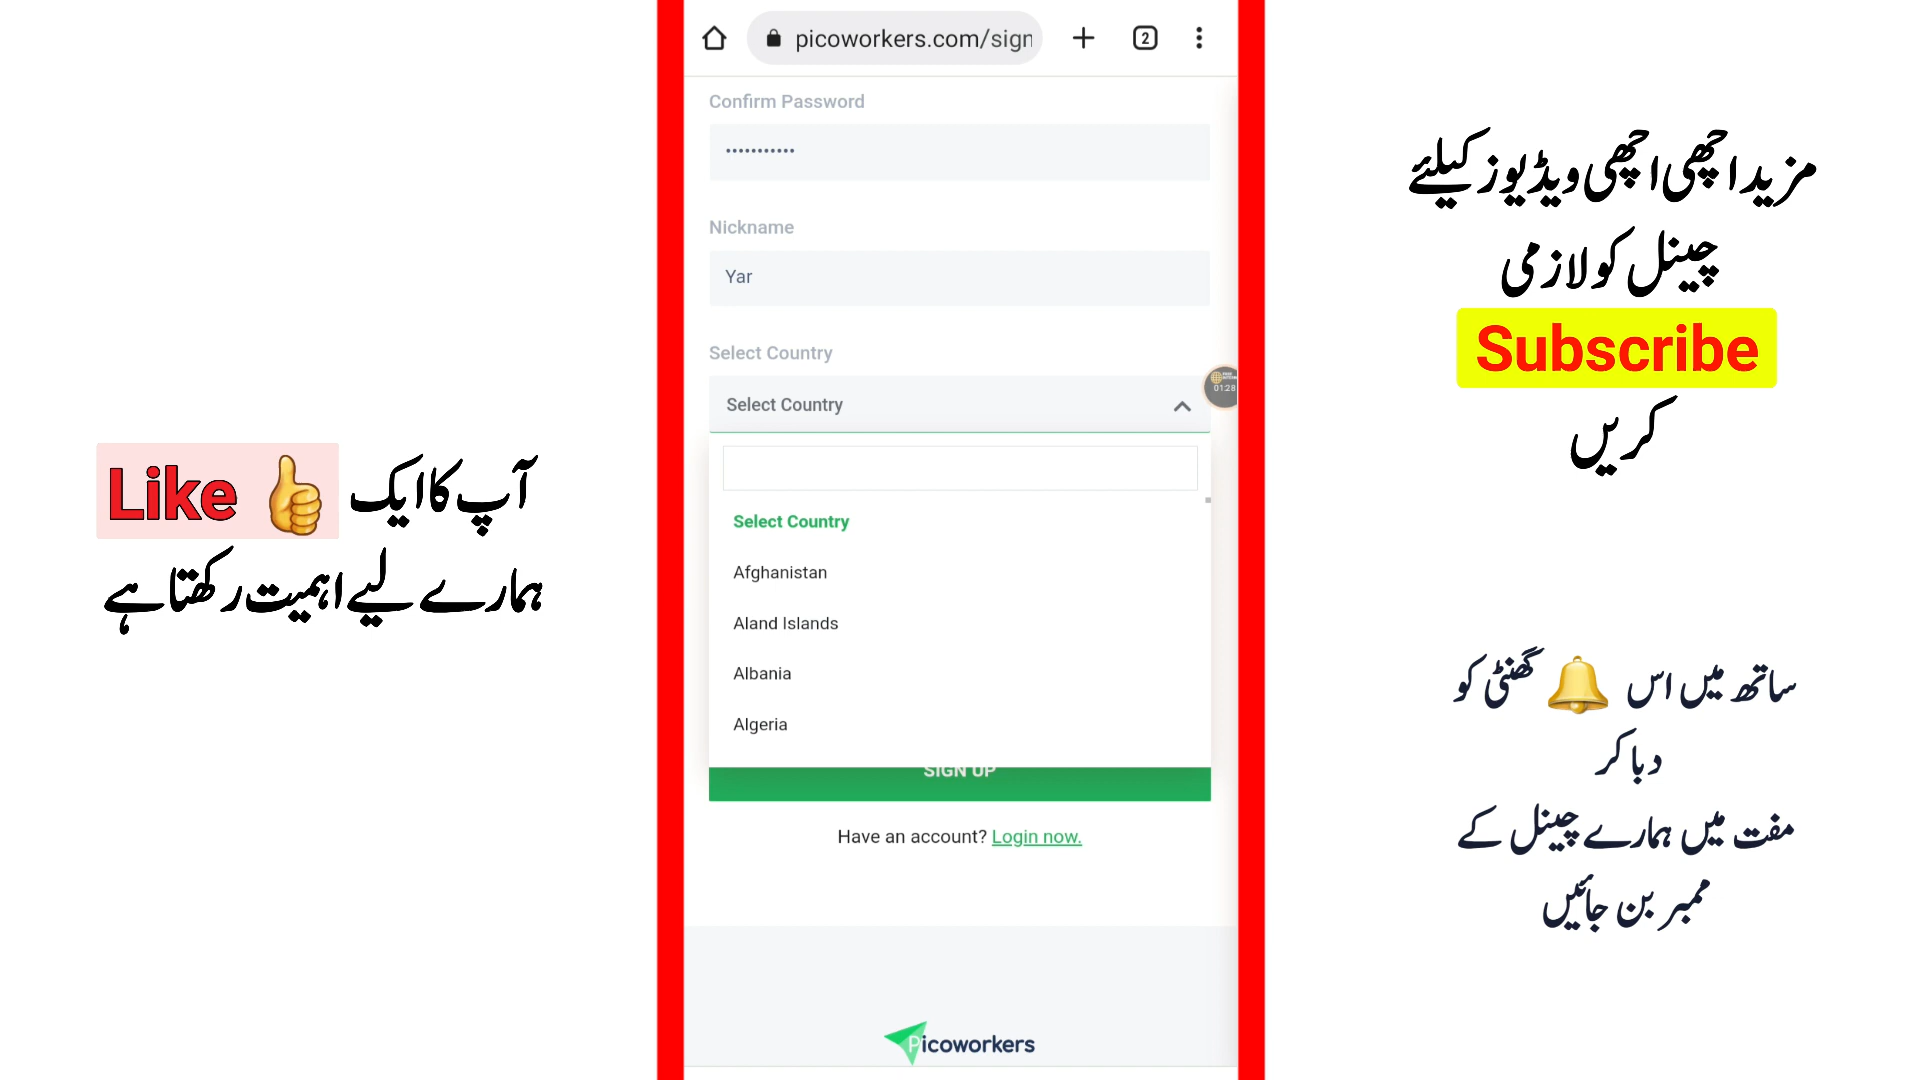 آپ کا ایک Like
ہمارے لیے اہمیت رکھتا ہے
picoworkers.com/sign
2
Confirm Password
•••••••••••
Nickname
Yar
Select Country
Select Country
01:28
Select Country
Afghanistan
Aland Islands
Albania
Algeria
SIGN UP
Have an account? Login now.
Picoworkers
مزید اچھی اچھی ویڈیوز کیلئے
چینل کو لازمی
Subscribe
کریں
ساتھ میں اس گھنٹی کو
دبا کر
مفت میں ہمارے چینل کے
ممبر بن جائیں